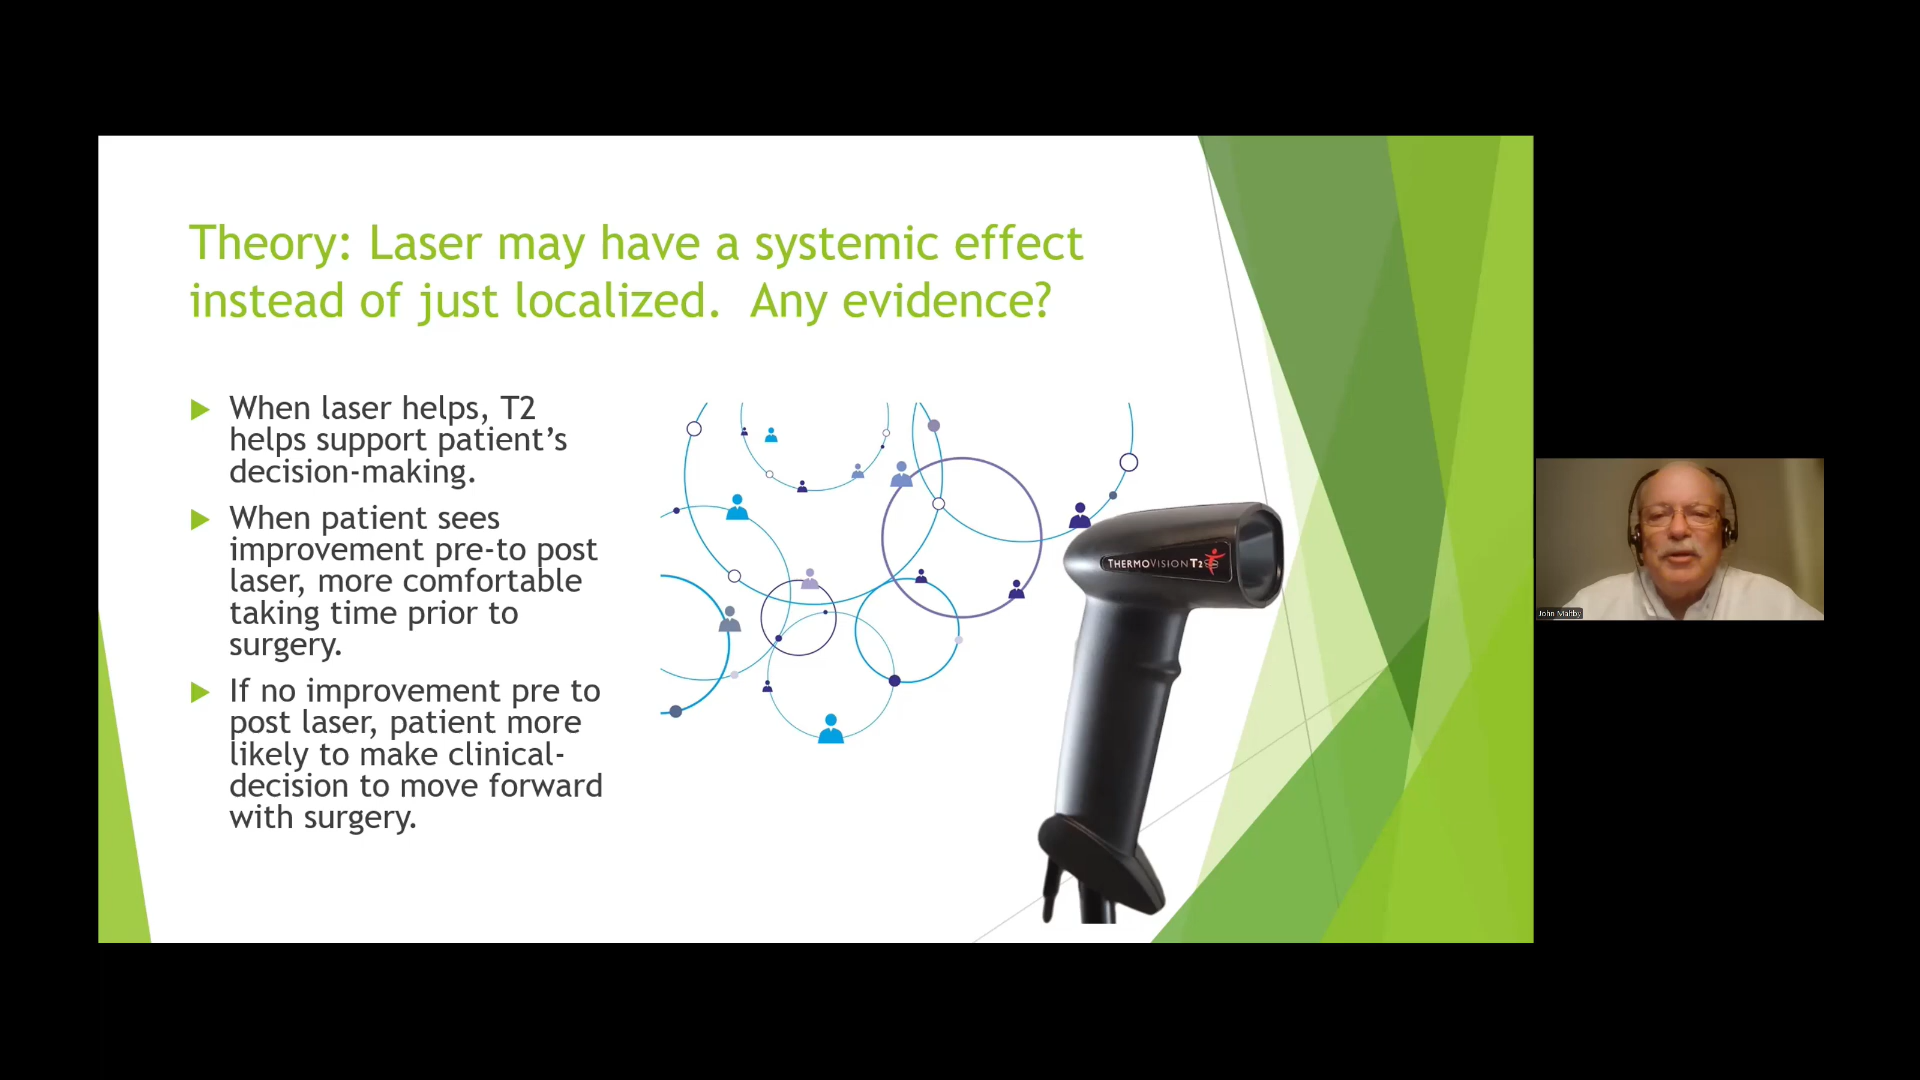 Theory: Laser may have a systemic effect
instead of just localized.  Any evidence?
When laser helps, T2
helps support patient’s
decision-making.
When patient sees
improvement pre-to post
laser, more comfortable
taking time prior to
surgery.
If no improvement pre to
post laser, patient more
likely to make clinical-
decision to move forward
with surgery.
THERMOVISION T2
John Maltby